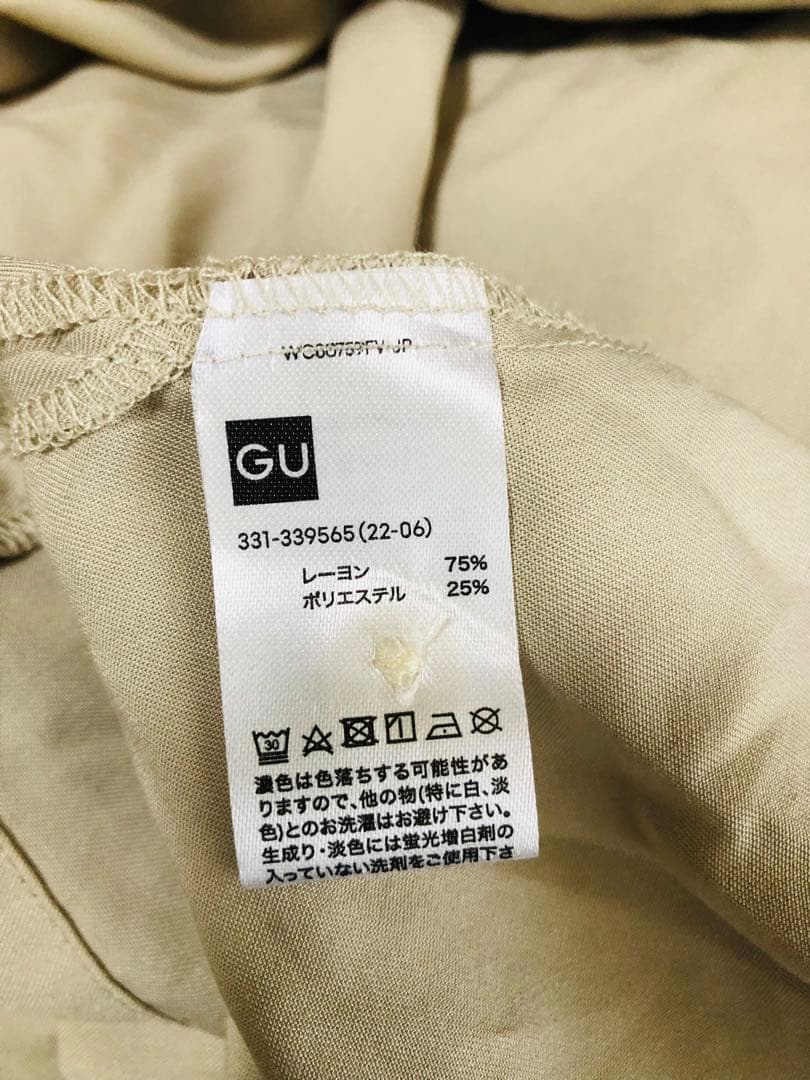 GU
331-339565(22-06)
レーヨン 75%
ポリエステル 25%
30
濃色は色落ちする可能性があ
りますので、他の物(特に白、淡
色)とのお洗濯はお避け下さい。
生成り・淡色には蛍光増白剤の
入っていない洗剤をご使用下さ